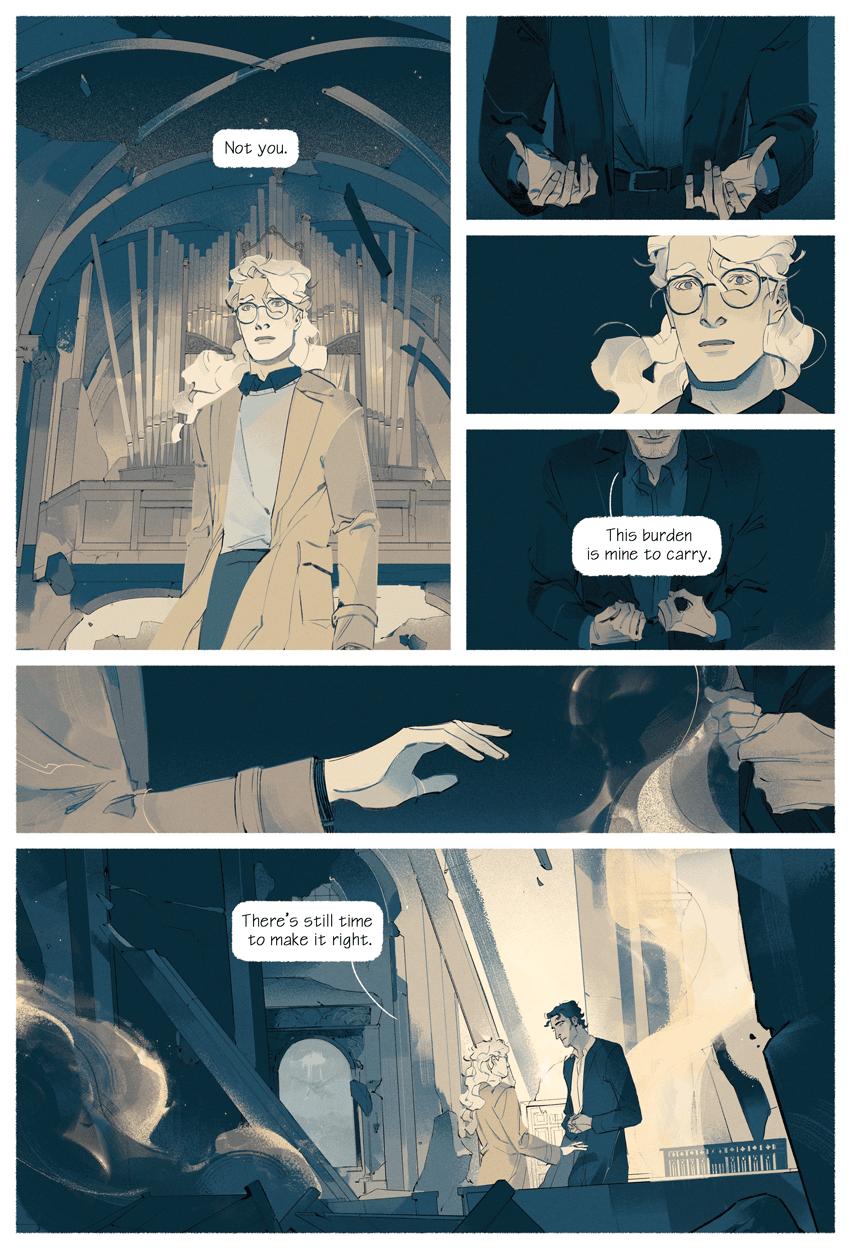 Not you.
This burden
is mine to carry.
There's still time
to make it right.